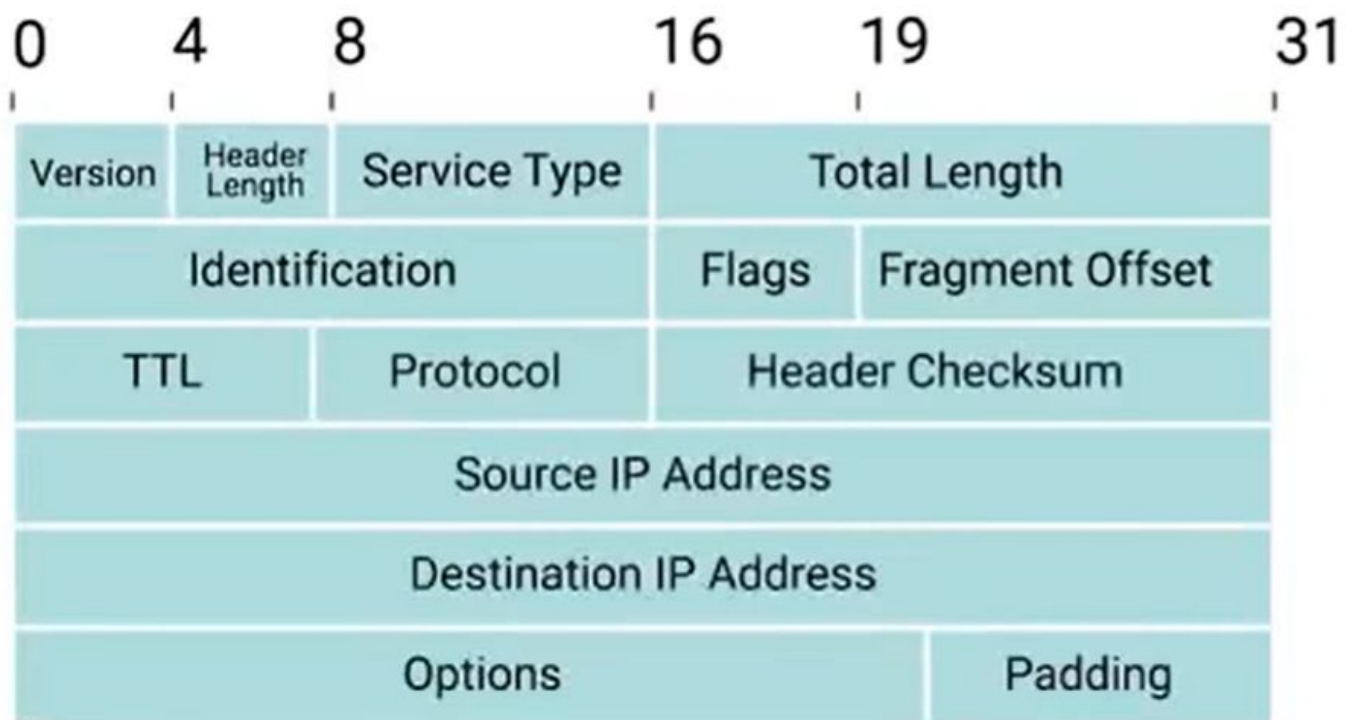 0 4 8 16 19 31
Version Header Length Service Type Total Length
Identification Flags Fragment Offset
TTL Protocol Header Checksum
Source IP Address
Destination IP Address
Options Padding